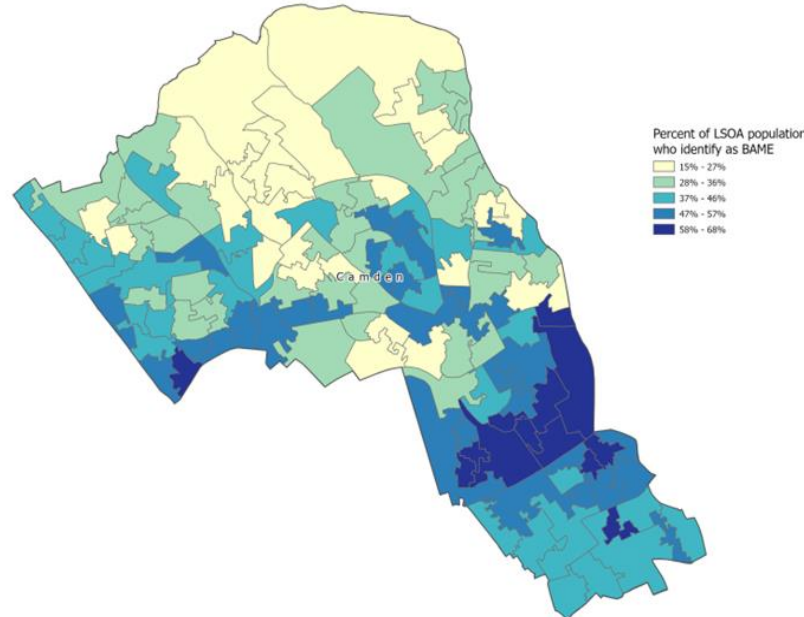 Percent of LSOA population
who identify as BAME
15% - 27%
28% - 36%
37% - 46%
47% - 57%
58% - 68%
Camden